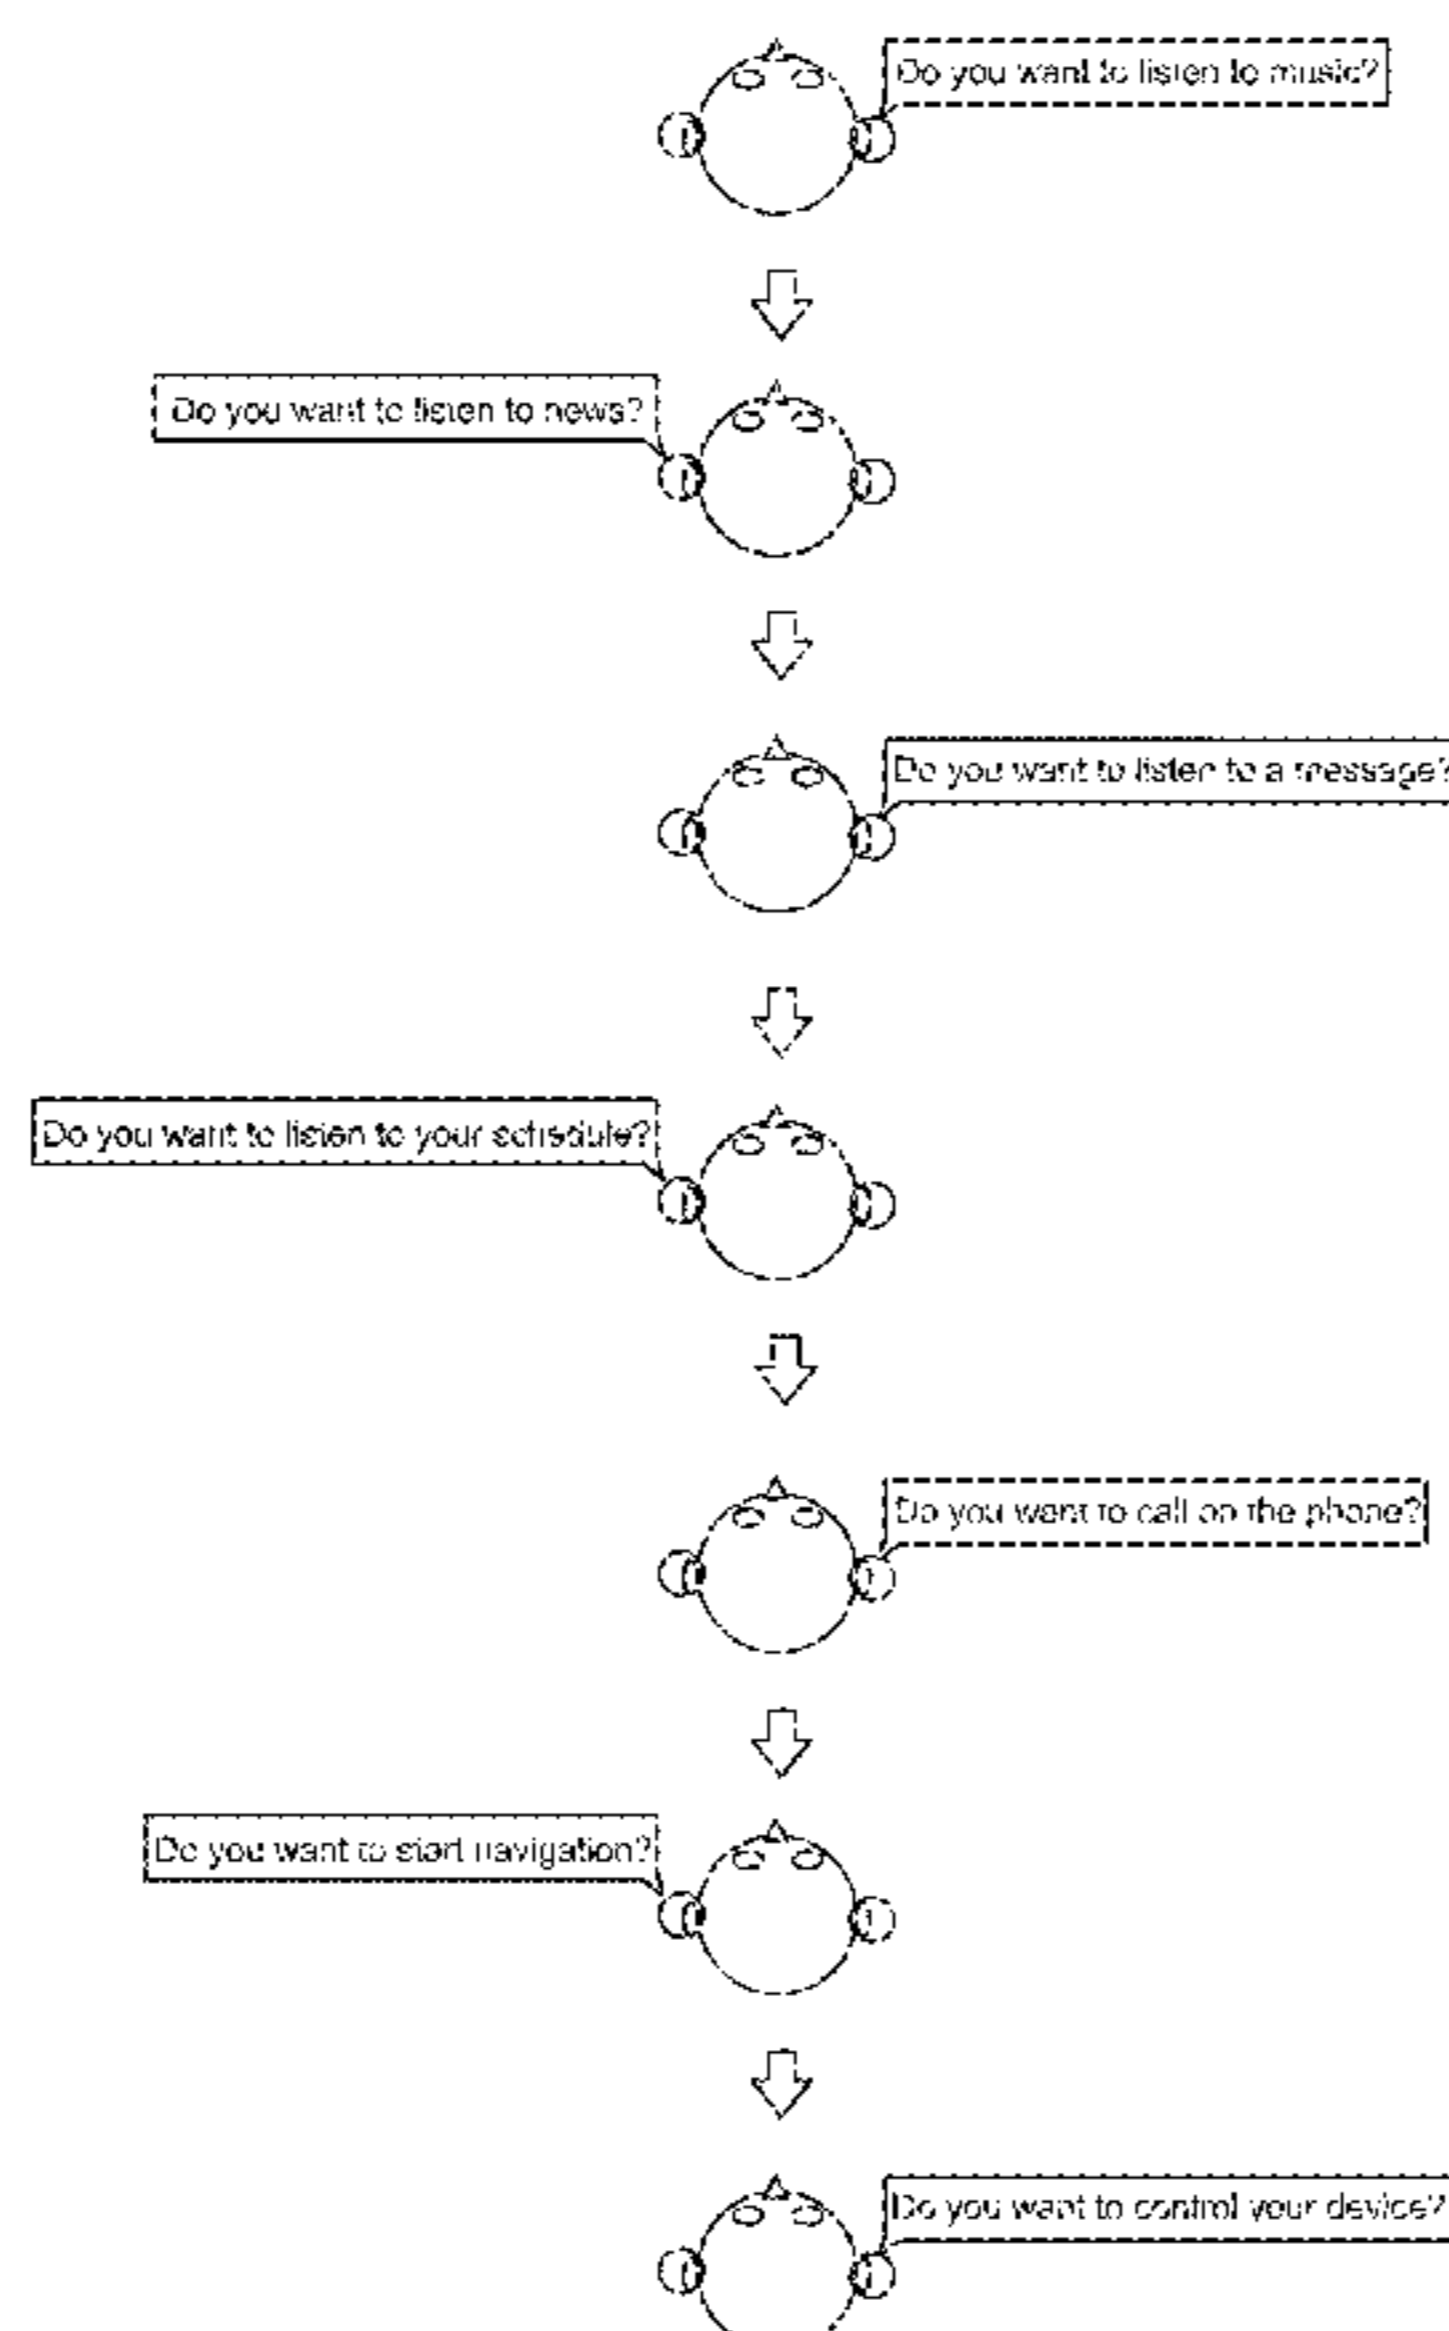 Do you want to listen to music?
Do you want to listen to news?
Do you want to listen to a message?
Do you want to listen to your schedule?
Do you want to call on the phone?
Do you want to start navigation?
Do you want to control your device?